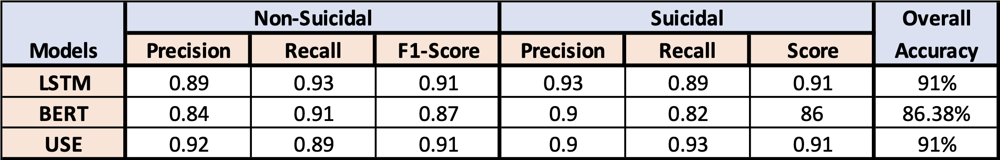 Non-Suicidal Suicidal Overall
Models Precision Recall F1-Score Precision Recall Score Accuracy
LSTM 0.89 0.93 0.91 0.93 0.89 0.91 91%
BERT 0.84 0.91 0.87 0.9 0.82 86 86.38%
USE 0.92 0.89 0.91 0.9 0.93 0.91 91%